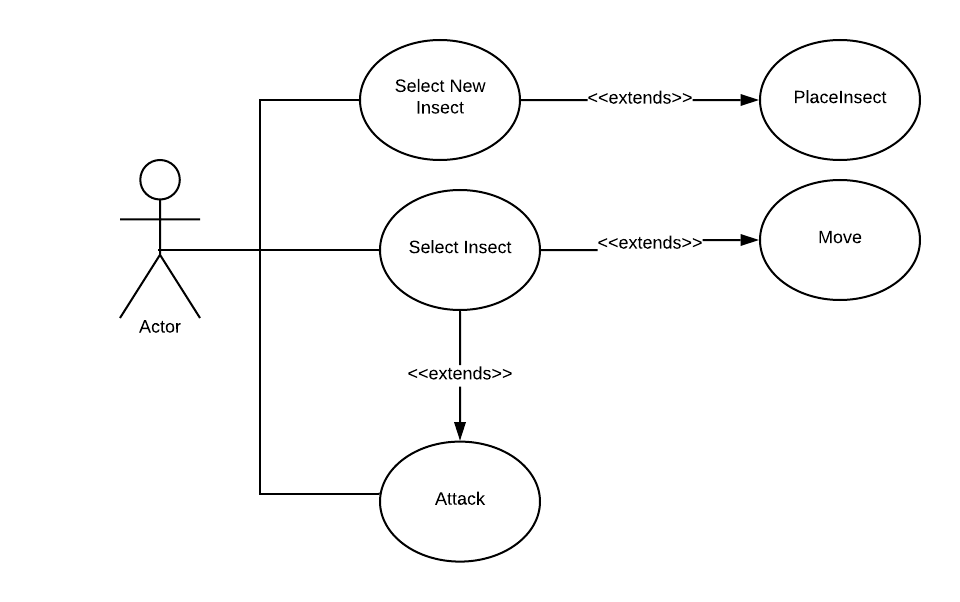 Select New
Insect
<<extends>>
PlaceInsect
Select Insect
<<extends>>
Move
Actor
<<extends>>
Attack